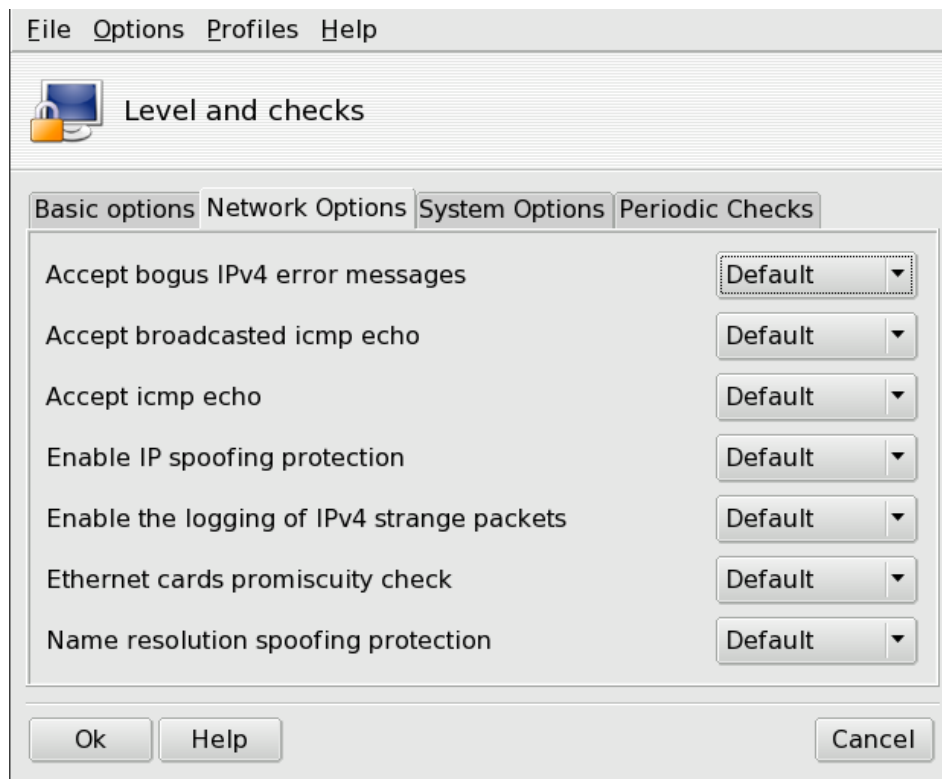 File Options Profiles Help
Level and checks
Basic options Network Options System Options Periodic Checks
Accept bogus IPv4 error messages Default
Accept broadcasted icmp echo Default
Accept icmp echo Default
Enable IP spoofing protection Default
Enable the logging of IPv4 strange packets Default
Ethernet cards promiscuity check Default
Name resolution spoofing protection Default
Ok Help Cancel